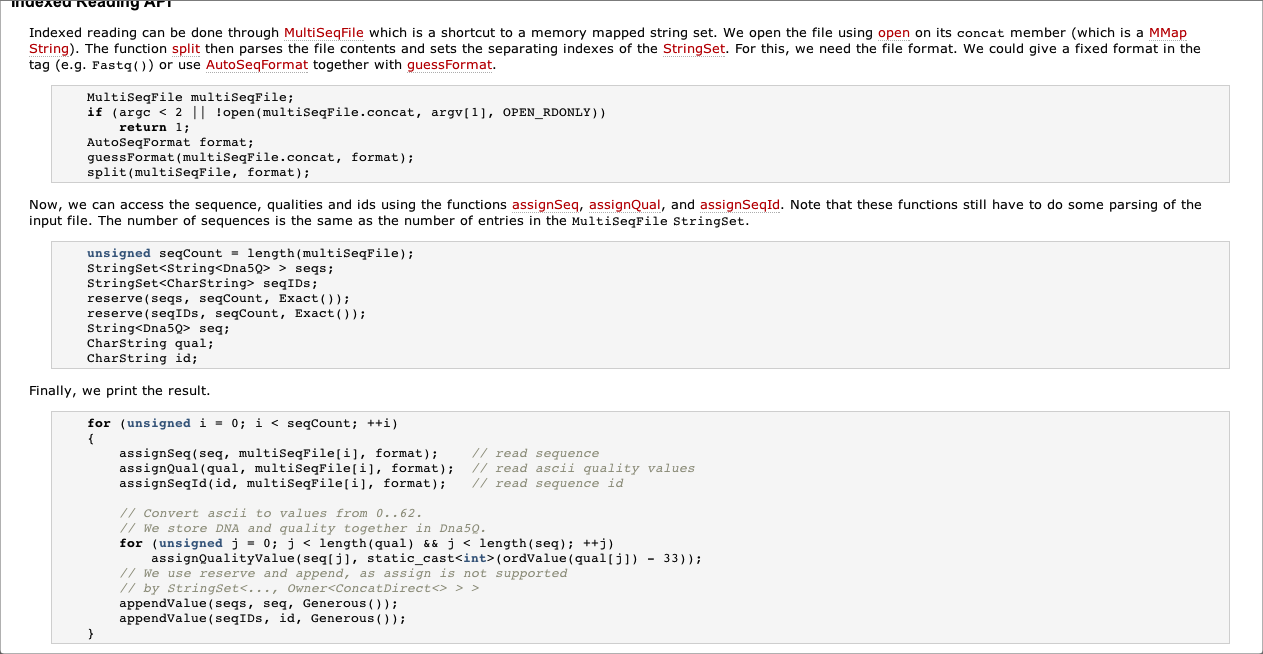 Indexed Reading API
Indexed reading can be done through MultiSeqFile which is a shortcut to a memory mapped string set. We open the file using open on its concat member (which is a MMap
String). The function split then parses the file contents and sets the separating indexes of the StringSet. For this, we need the file format. We could give a fixed format in the
tag (e.g. Fastq()) or use AutoSeqFormat together with guessFormat.
MultiSeqFile multiSeqFile;
if (argc < 2 || !open(multiSeqFile.concat, argv[1], OPEN_RDONLY))
    return 1;
AutoSeqFormat format;
guessFormat(multiSeqFile.concat, format);
split(multiSeqFile, format);
Now, we can access the sequence, qualities and ids using the functions assignSeq, assignQual, and assignSeqId. Note that these functions still have to do some parsing of the
input file. The number of sequences is the same as the number of entries in the MultiSeqFile StringSet.
unsigned seqCount = length(multiSeqFile);
StringSet<String<Dna5Q> > seqs;
StringSet<CharString> seqIDs;
reserve(seqs, seqCount, Exact());
reserve(seqIDs, seqCount, Exact());
String<Dna5Q> seq;
CharString qual;
CharString id;
Finally, we print the result.
for (unsigned i = 0; i < seqCount; ++i)
{
    assignSeq(seq, multiSeqFile[i], format);    // read sequence
    assignQual(qual, multiSeqFile[i], format);  // read ascii quality values
    assignSeqId(id, multiSeqFile[i], format);   // read sequence id
    // Convert ascii to values from 0..62.
    // We store DNA and quality together in Dna5Q.
    for (unsigned j = 0; j < length(qual) && j < length(seq); ++j)
        assignQualityValue(seq[j], static_cast<int>(ordValue(qual[j]) - 33));
    // We use reserve and append, as assign is not supported
    // by StringSet<..., Owner<ConcatDirect<> > >
    appendValue(seqs, seq, Generous());
    appendValue(seqIDs, id, Generous());
}